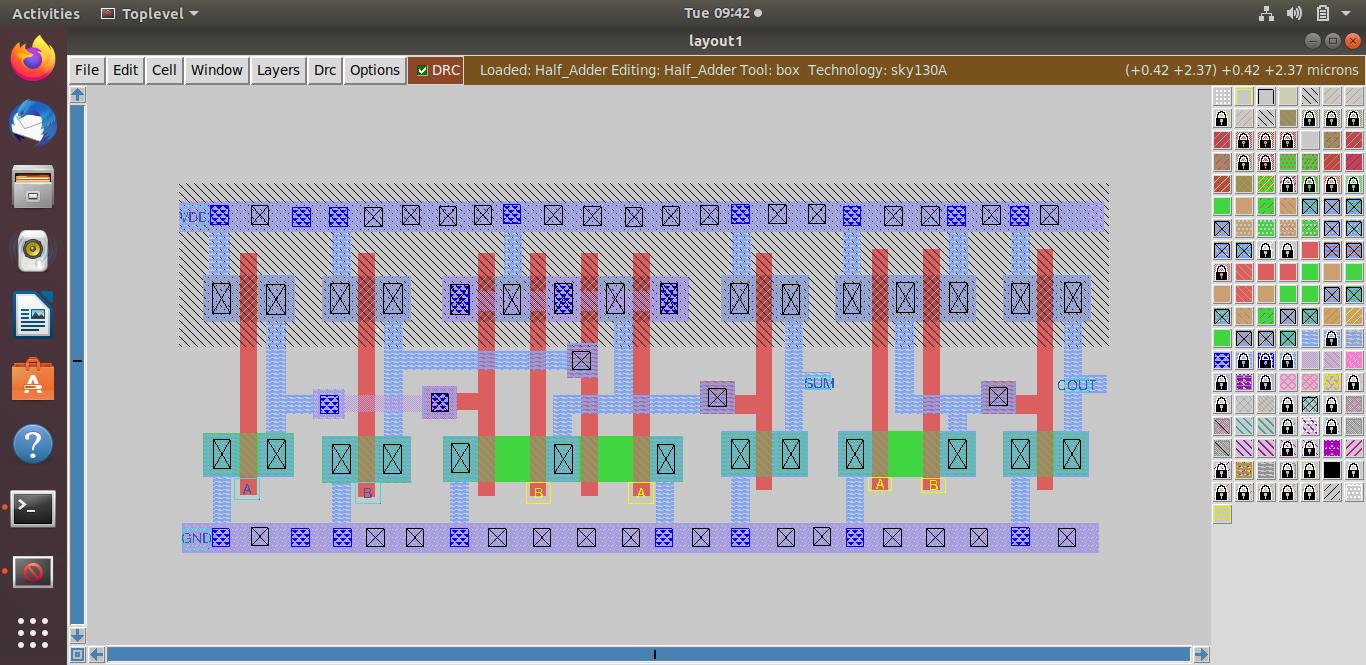 Activities Toplevel Tue 09:42
layout1
File Edit Cell Window Layers Drc Options DRC Loaded: Half_Adder Editing: Half_Adder Tool: box Technology: sky130A (+0.42 +2.37) +0.42 +2.37 microns
VDD
SUM COUT
A B B A A B
GND